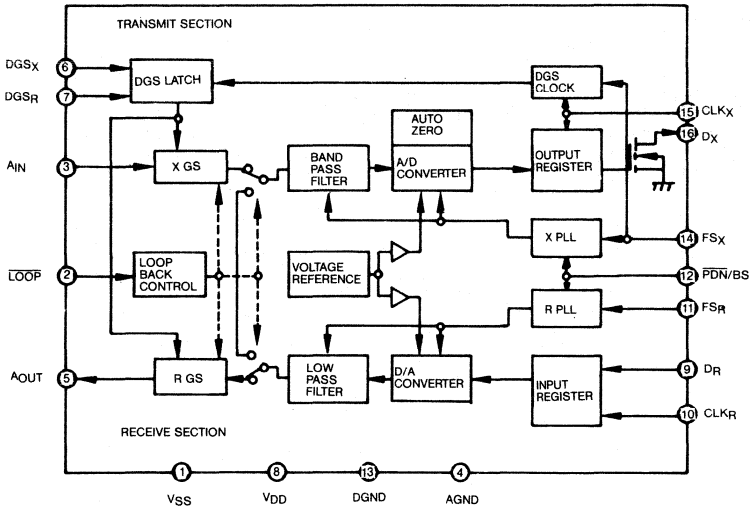 TRANSMIT SECTION
DGSX
6
DGSR
7
DGS LATCH
DGS
CLOCK
15
CLKX
16
DX
AUTO
ZERO
AIN
3
X GS
BAND
PASS
FILTER
A/D
CONVERTER
OUTPUT
REGISTER
X PLL
14
FSX
LOOP
2
LOOP
BACK
CONTROL
VOLTAGE
REFERENCE
12
PDN/BS
R PLL
11
FSR
AOUT
5
R GS
LOW
PASS
FILTER
D/A
CONVERTER
INPUT
REGISTER
9
DR
10
CLKR
RECEIVE SECTION
1
8
13
4
VSS
VDD
DGND
AGND